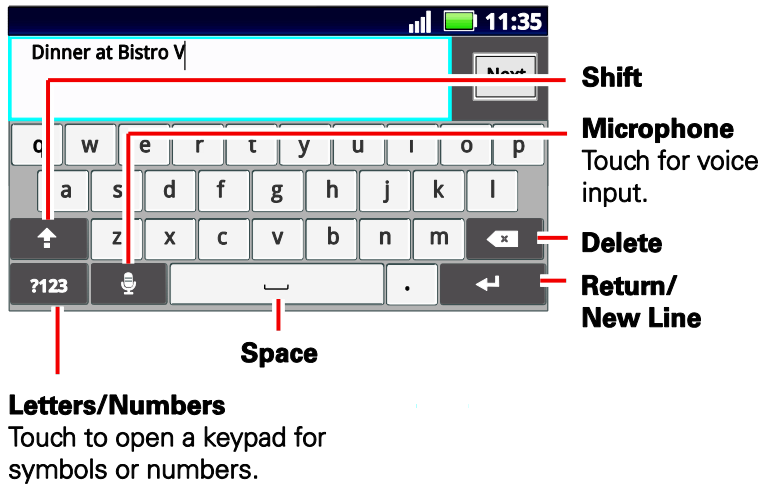 11:35
Dinner at Bistro V
Next
Shift
Microphone
Touch for voice
input.
q w e r t y u i o p
a s d f g h j k l
z x c v b n m
Delete
?123 .
Return/
New Line
Space
Letters/Numbers
Touch to open a keypad for
symbols or numbers.